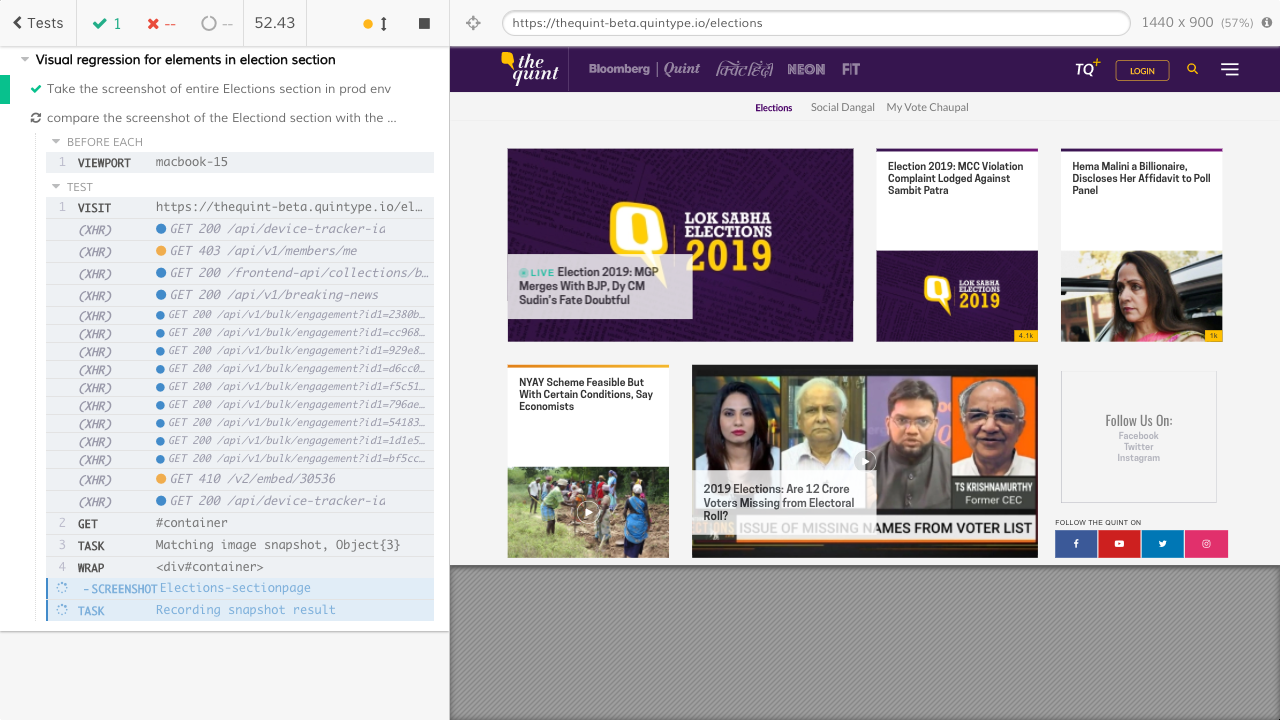 Tests
1
--
--
52.43
https://thequint-beta.quintype.io/elections
1440 x 900 (57%)
Visual regression for elements in election section
Take the screenshot of entire Elections section in prod env
compare the screenshot of the Electiond section with the ...
BEFORE EACH
1 VIEWPORT macbook-15
TEST
1 VISIT https://thequint-beta.quintype.io/el...
(XHR) GET 200 /api/device-tracker-id
(XHR) GET 403 /api/v1/members/me
(XHR) GET 200 /frontend-api/collections/b...
(XHR) GET 200 /api/v1/breaking-news
(XHR) GET 200 /api/v1/bulk/engagement?id1=2380b...
(XHR) GET 200 /api/v1/bulk/engagement?id1=cc968...
(XHR) GET 200 /api/v1/bulk/engagement?id1=929e8...
(XHR) GET 200 /api/v1/bulk/engagement?id1=d6cc0...
(XHR) GET 200 /api/v1/bulk/engagement?id1=f5c51...
(XHR) GET 200 /api/v1/bulk/engagement?id1=796ae...
(XHR) GET 200 /api/v1/bulk/engagement?id1=54183...
(XHR) GET 200 /api/v1/bulk/engagement?id1=1d1e5...
(XHR) GET 200 /api/v1/bulk/engagement?id1=bf5cc...
(XHR) GET 410 /v2/embed/30536
(XHR) GET 200 /api/device-tracker-id
2 GET #container
3 TASK Matching image snapshot, Object{3}
4 WRAP <div#container>
-SCREENSHOT Elections-sectionpage
TASK Recording snapshot result
the quint
Bloomberg | Quint
क्विंट हिंदी
NEON
FIT
TQ+
LOGIN
Elections Social Dangal My Vote Chaupal
LOK SABHA
ELECTIONS
2019
LIVE Election 2019: MGP
Merges With BJP, Dy CM
Sudin's Fate Doubtful
Election 2019: MCC Violation
Complaint Lodged Against
Sambit Patra
LOK SABHA
ELECTIONS
2019
4.1k
Hema Malini a Billionaire,
Discloses Her Affidavit to Poll
Panel
1k
NYAY Scheme Feasible But
With Certain Conditions, Say
Economists
2019 Elections: Are 12 Crore
Voters Missing from Electoral
Roll?
TS KRISHNAMURTHY
Former CEC
ISSUE OF MISSING NAMES FROM VOTER LIST
Follow Us On:
Facebook
Twitter
Instagram
FOLLOW THE QUINT ON